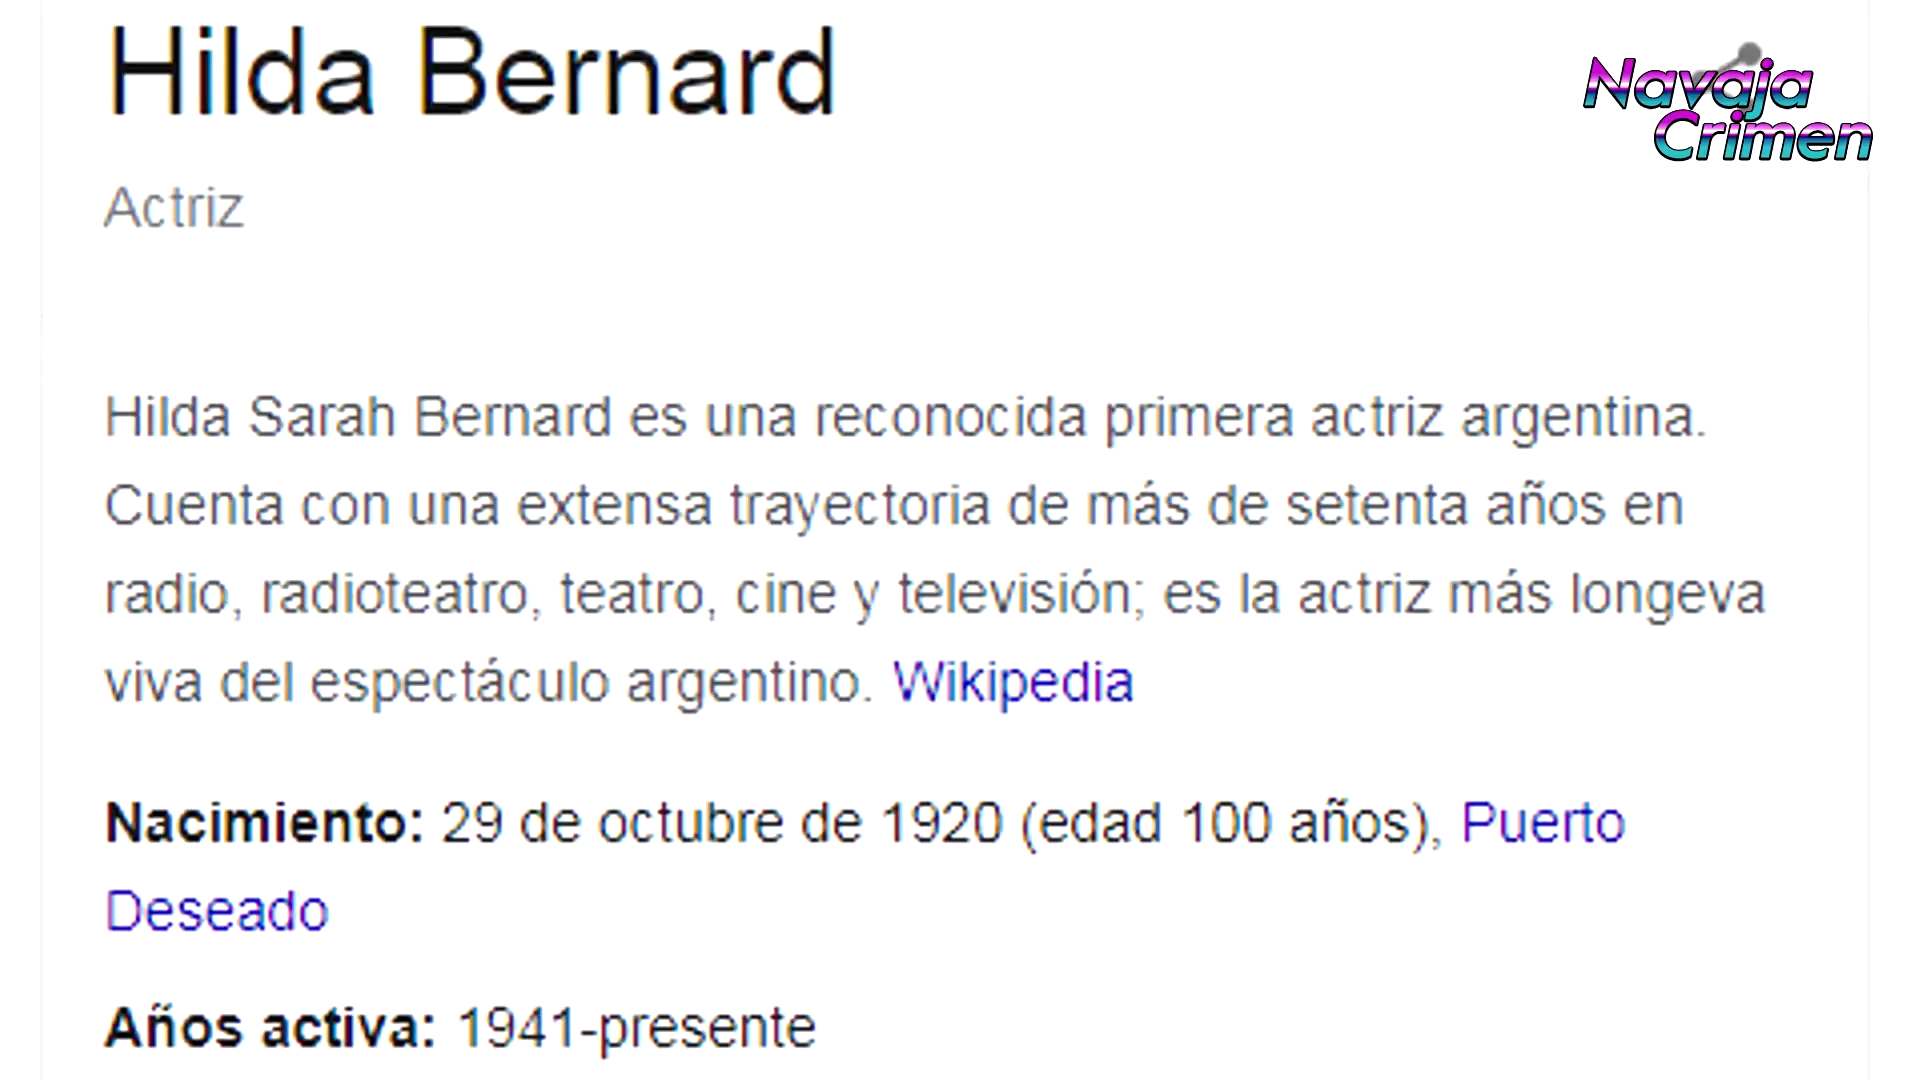 Hilda Bernard
Navaja
Crimen
Actriz
Hilda Sarah Bernard es una reconocida primera actriz argentina.
Cuenta con una extensa trayectoria de más de setenta años en
radio, radioteatro, teatro, cine y televisión; es la actriz más longeva
viva del espectáculo argentino. Wikipedia
Nacimiento: 29 de octubre de 1920 (edad 100 años), Puerto
Deseado
Años activa: 1941-presente